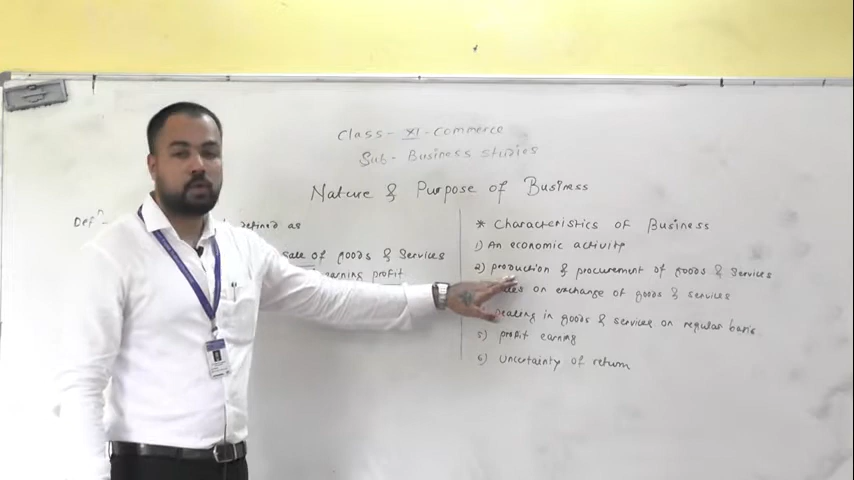 Class- XI- Commerce
Sub- Business studies
Nature & Purpose of Business
Defⁿ- defined as
Sale of goods & Services
earning profit
* Characteristics of Business
1) An economic activity
2) production & procurement of goods & services
on exchange of goods & services
Dealing in goods & services on regular basis
5) profit earning
6) uncertainty of return